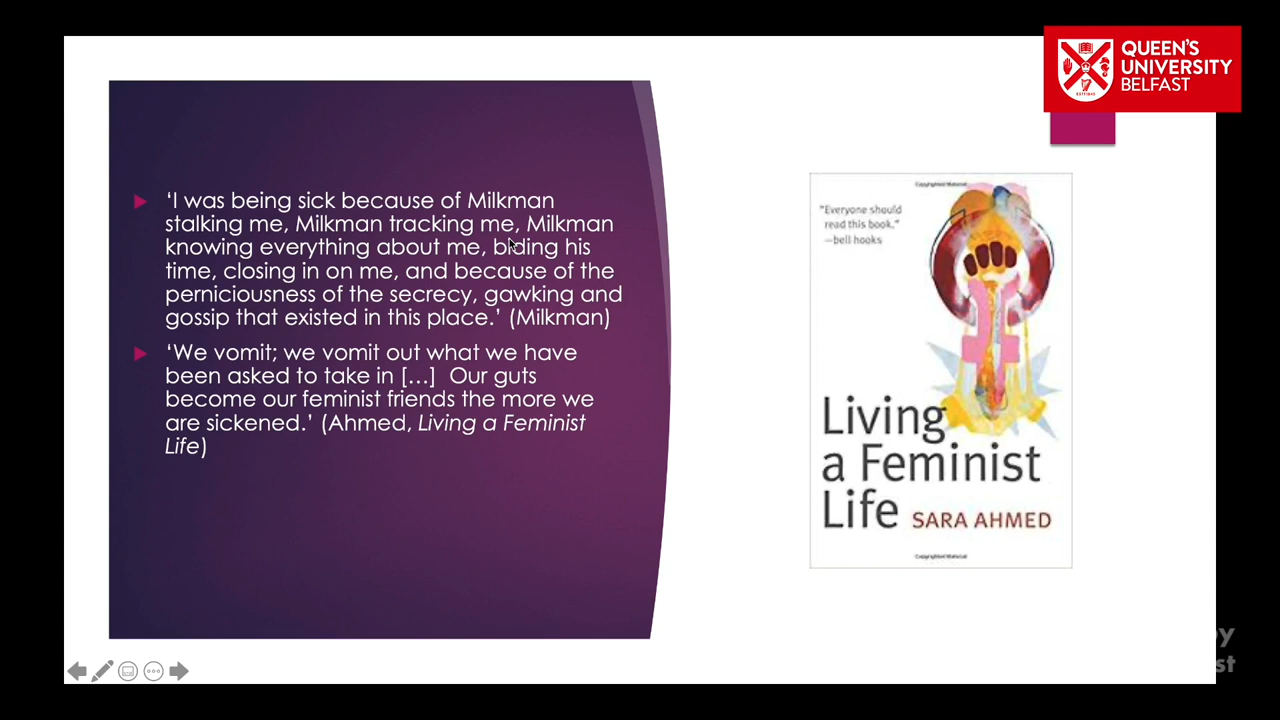 QUEEN'S
UNIVERSITY
BELFAST
‘I was being sick because of Milkman
stalking me, Milkman tracking me, Milkman
knowing everything about me, biding his
time, closing in on me, and because of the
perniciousness of the secrecy, gawking and
gossip that existed in this place.’ (Milkman)
‘We vomit; we vomit out what we have
been asked to take in […] Our guts
become our feminist friends the more we
are sickened.’ (Ahmed, Living a Feminist
Life)
Copyrighted Material
"Everyone should
read this book."
—bell hooks
Living
a Feminist
Life SARA AHMED
Copyrighted Material